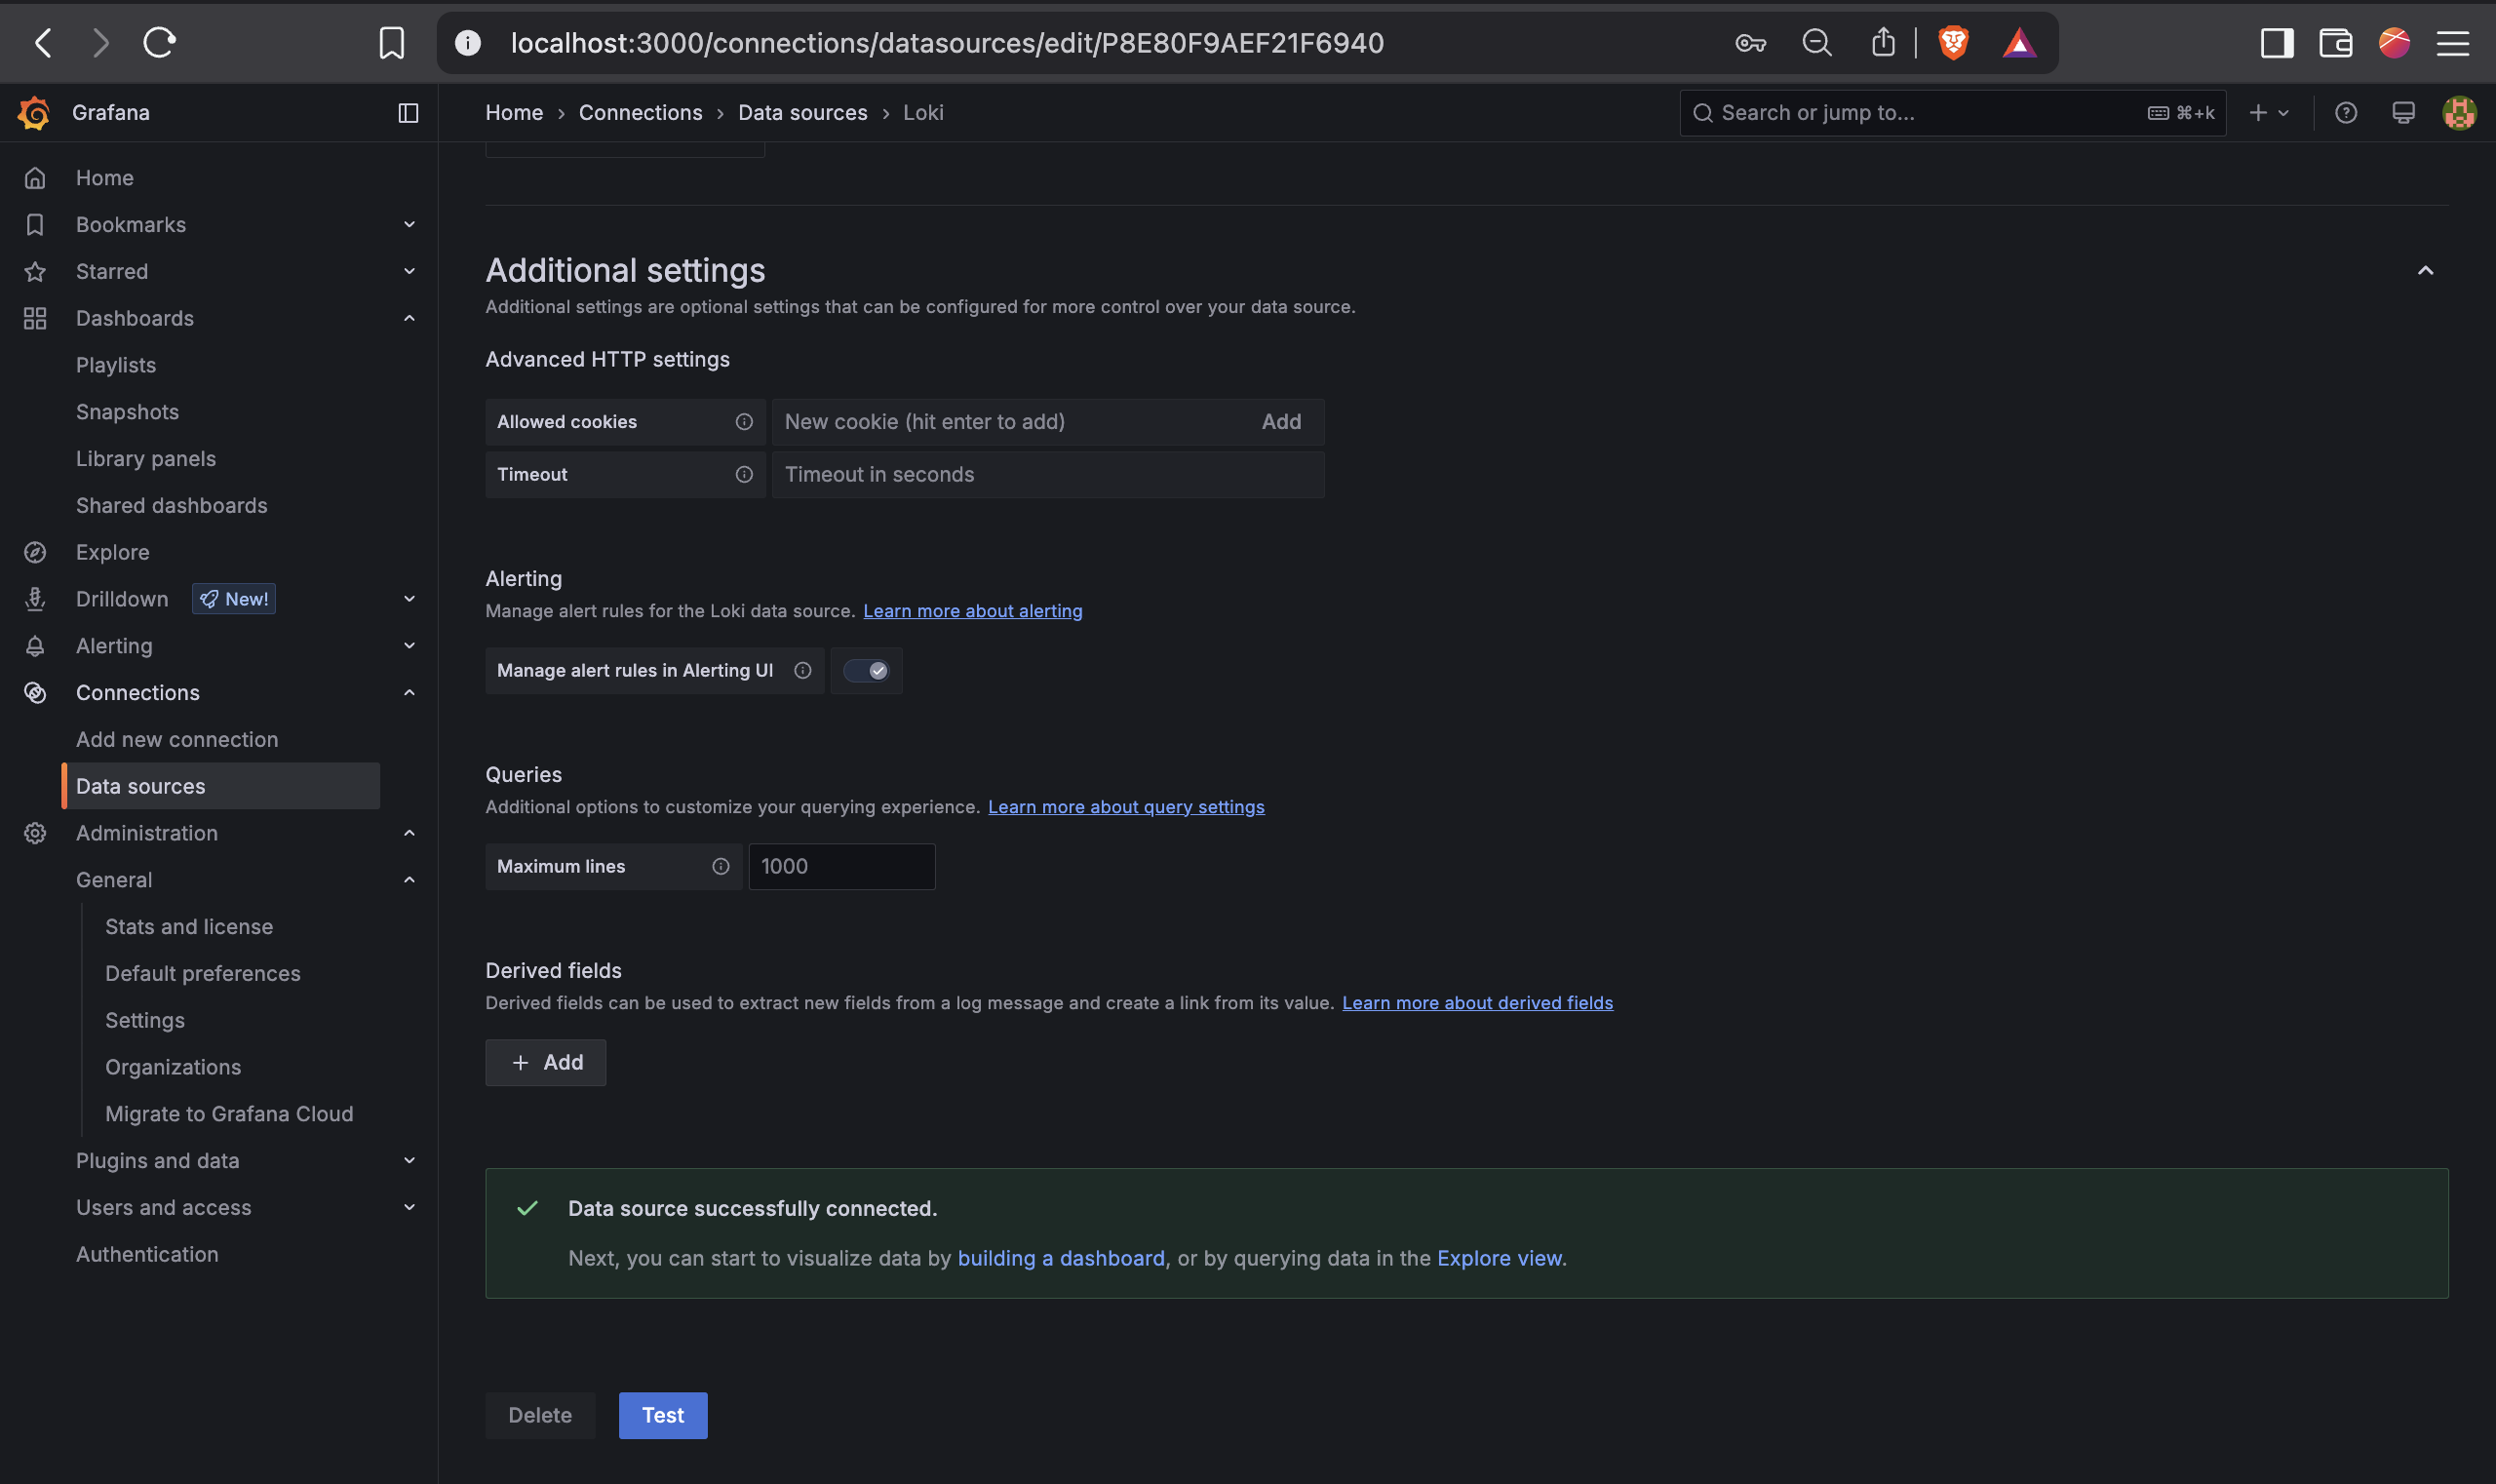 localhost:3000/connections/datasources/edit/P8E80F9AEF21F6940
Grafana
Home › Connections › Data sources › Loki
Search or jump to...
⌘+k
Home
Bookmarks
Starred
Dashboards
Playlists
Snapshots
Library panels
Shared dashboards
Explore
Drilldown New!
Alerting
Connections
Add new connection
Data sources
Administration
General
Stats and license
Default preferences
Settings
Organizations
Migrate to Grafana Cloud
Plugins and data
Users and access
Authentication
Additional settings
Additional settings are optional settings that can be configured for more control over your data source.
Advanced HTTP settings
Allowed cookies New cookie (hit enter to add) Add
Timeout Timeout in seconds
Alerting
Manage alert rules for the Loki data source. Learn more about alerting
Manage alert rules in Alerting UI
Queries
Additional options to customize your querying experience. Learn more about query settings
Maximum lines 1000
Derived fields
Derived fields can be used to extract new fields from a log message and create a link from its value. Learn more about derived fields
+ Add
Data source successfully connected.
Next, you can start to visualize data by building a dashboard, or by querying data in the Explore view.
Delete Test